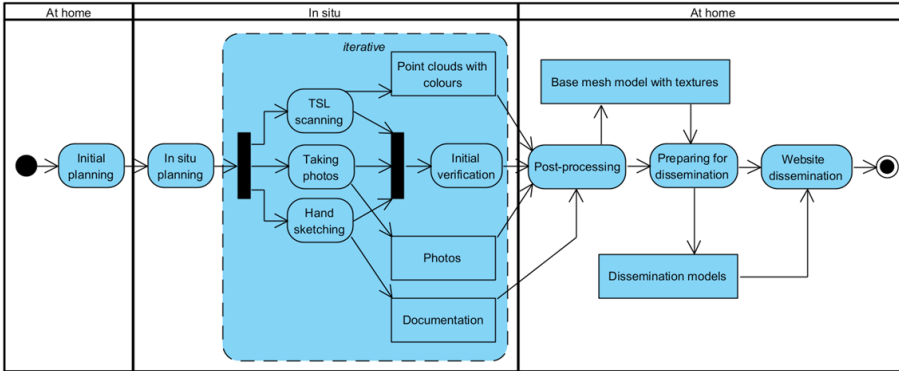 At home
In situ
At home
iterative
Point clouds with
colours
TSL
scanning
Base mesh model with textures
Initial
planning
In situ
planning
Taking
photos
Initial
verification
Post-processing
Preparing for
dissemination
Website
dissemination
Hand
sketching
Photos
Dissemination models
Documentation